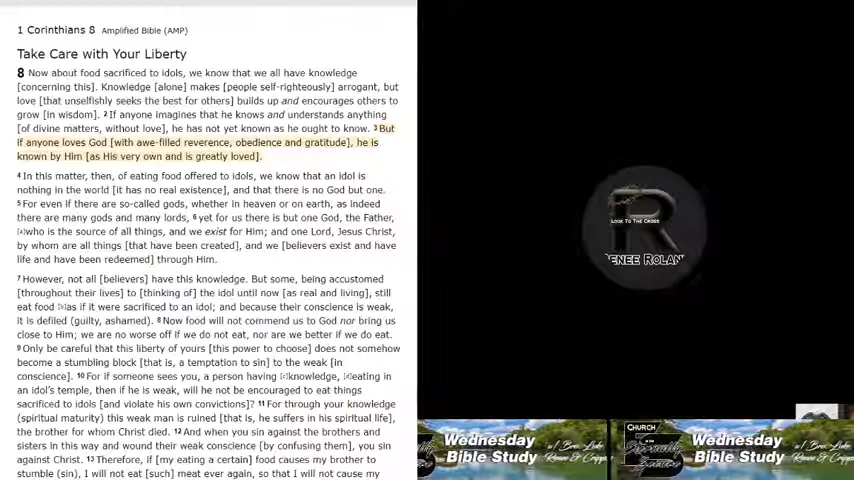 1 Corinthians 8 Amplified Bible (AMP)
Take Care with Your Liberty
8 Now about food sacrificed to idols, we know that we all have knowledge
[concerning this]. Knowledge [alone] makes [people self-righteously] arrogant, but
love [that unselfishly seeks the best for others] builds up and encourages others to
grow [in wisdom]. 2 If anyone imagines that he knows and understands anything
[of divine matters, without love], he has not yet known as he ought to know. 3 But
if anyone loves God [with awe-filled reverence, obedience and gratitude], he is
known by Him [as His very own and is greatly loved].
4 In this matter, then, of eating food offered to idols, we know that an idol is
nothing in the world [it has no real existence], and that there is no God but one.
5 For even if there are so-called gods, whether in heaven or on earth, as indeed
there are many gods and many lords, 6 yet for us there is but one God, the Father,
[a]who is the source of all things, and we exist for Him; and one Lord, Jesus Christ,
by whom are all things [that have been created], and we [believers exist and have
life and have been redeemed] through Him.
7 However, not all [believers] have this knowledge. But some, being accustomed
[throughout their lives] to [thinking of] the idol until now [as real and living], still
eat food [b]as if it were sacrificed to an idol; and because their conscience is weak,
it is defiled (guilty, ashamed). 8 Now food will not commend us to God nor bring us
close to Him; we are no worse off if we do not eat, nor are we better if we do eat.
9 Only be careful that this liberty of yours [this power to choose] does not somehow
become a stumbling block [that is, a temptation to sin] to the weak [in
conscience]. 10 For if someone sees you, a person having [c]knowledge, [d]eating in
an idol's temple, then if he is weak, will he not be encouraged to eat things
sacrificed to idols [and violate his own convictions]? 11 For through your knowledge
(spiritual maturity) this weak man is ruined [that is, he suffers in his spiritual life],
the brother for whom Christ died. 12 And when you sin against the brothers and
sisters in this way and wound their weak conscience [by confusing them], you sin
against Christ. 13 Therefore, if [my eating a certain] food causes my brother to
stumble (sin), I will not eat [such] meat ever again, so that I will not cause my
R
LOOK TO THE CROSS
RENEE ROLAN
Wednesday
Bible Study
w/ Bro. Luke
Renee &
CHURCH
Wednesday
Bible Study
w/ Bro. Luke
Renee &